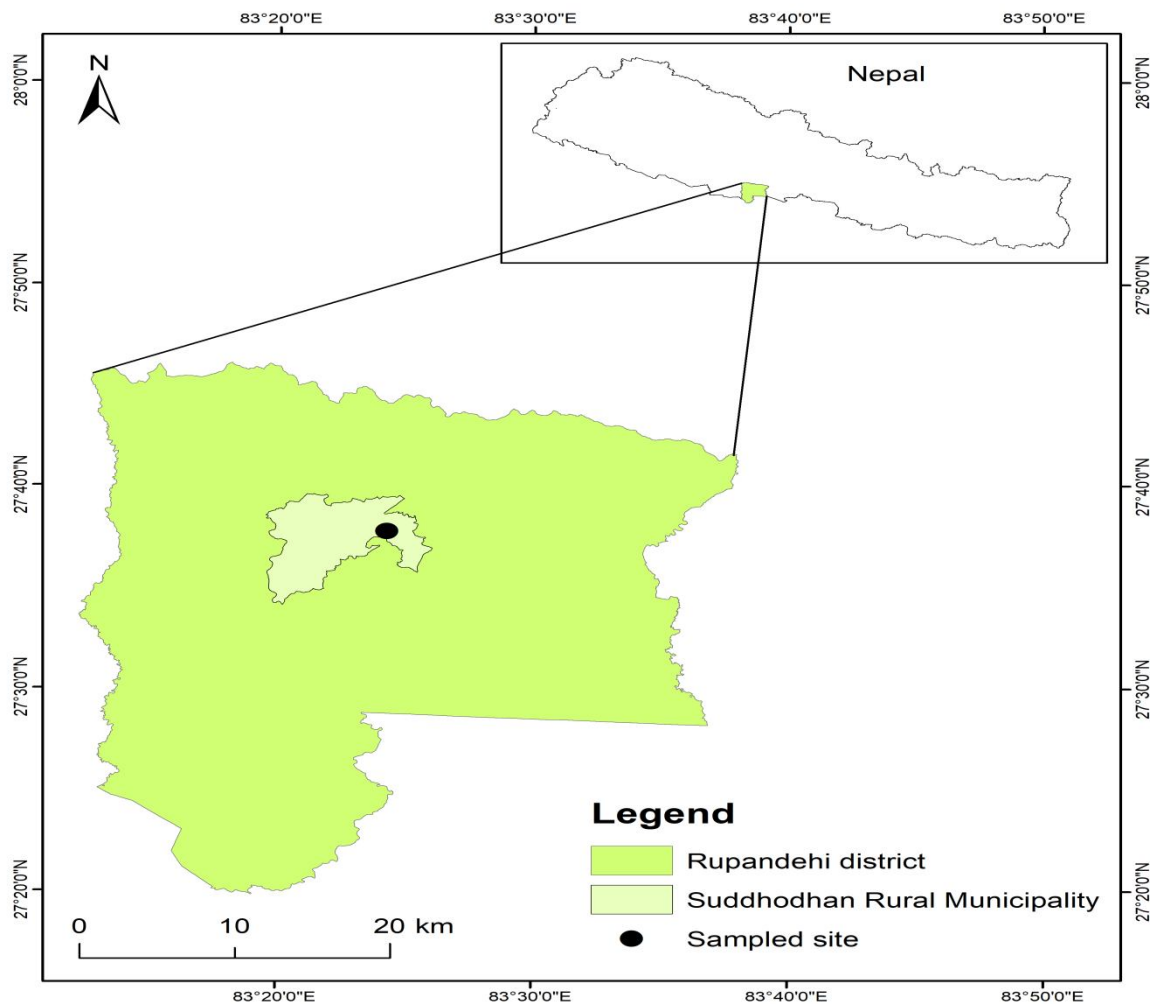 83°20'0"E 83°30'0"E 83°40'0"E 83°50'0"E
N
Nepal
28°0'0"N
28°0'0"N
27°50'0"N
27°50'0"N
27°40'0"N
27°40'0"N
27°30'0"N
27°30'0"N
Legend
Rupandehi district
27°20'0"N
27°20'0"N
Suddhodhan Rural Municipality
0 10 20 km
Sampled site
83°20'0"E 83°30'0"E 83°40'0"E 83°50'0"E